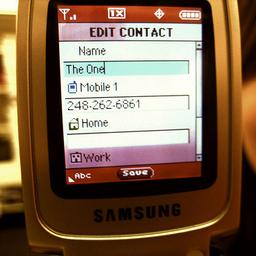 1X
EDIT CONTACT
Name
The One
Mobile 1
248-262-6861
Home
Work
Abc
Save
SAMSUNG